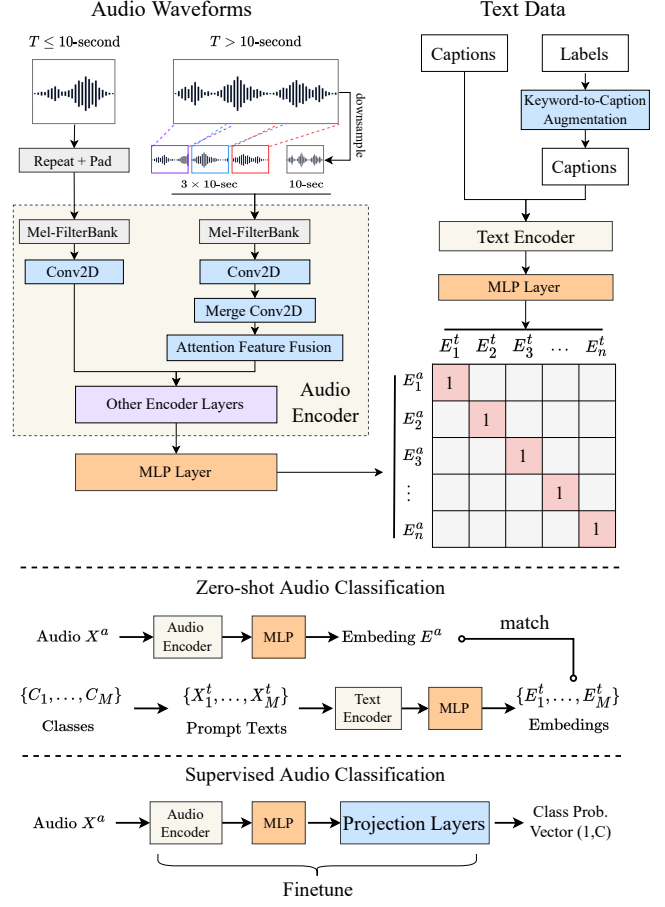 Audio Waveforms
Text Data
T ≤ 10-second
T > 10-second
downsample
3 × 10-sec
10-sec
Repeat + Pad
Mel-FilterBank
Mel-FilterBank
Conv2D
Conv2D
Merge Conv2D
Attention Feature Fusion
Other Encoder Layers
Audio
Encoder
MLP Layer
Captions
Labels
Keyword-to-Caption
Augmentation
Captions
Text Encoder
MLP Layer
E_1^t E_2^t E_3^t … E_n^t
E_1^a 1
E_2^a 1
E_3^a 1
⋮ 1
E_n^a 1
Zero-shot Audio Classification
Audio X^a
Audio
Encoder
MLP
Embeding E^a
match
{C_1, …, C_M}
Classes
{X_1^t, …, X_M^t}
Prompt Texts
Text
Encoder
MLP
{E_1^t, …, E_M^t}
Embedings
Supervised Audio Classification
Audio X^a
Audio
Encoder
MLP
Projection Layers
Class Prob.
Vector (1,C)
Finetune